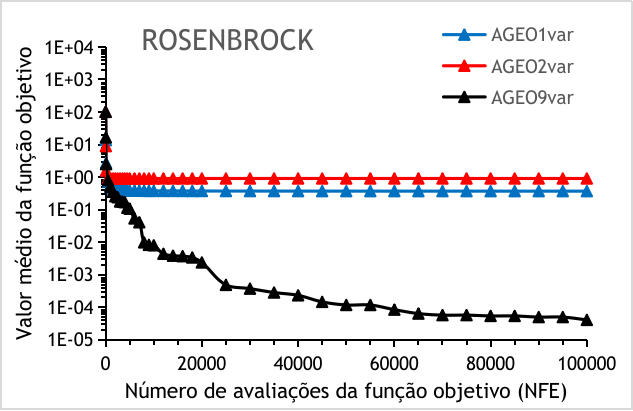 ROSENBROCK
AGEO1var
AGEO2var
AGEO9var
Valor médio da função objetivo
1E+04
1E+03
1E+02
1E+01
1E+00
1E-01
1E-02
1E-03
1E-04
1E-05
0 20000 40000 60000 80000 100000
Número de avaliações da função objetivo (NFE)